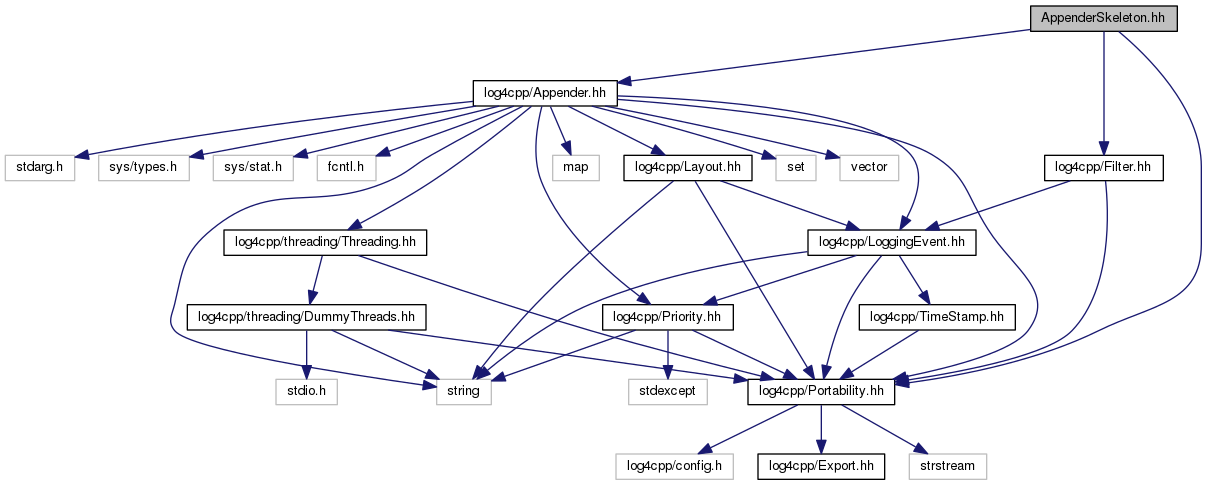 AppenderSkeleton.hh
log4cpp/Appender.hh
stdarg.h
sys/types.h
sys/stat.h
fcntl.h
map
log4cpp/Layout.hh
set
vector
log4cpp/Filter.hh
log4cpp/threading/Threading.hh
log4cpp/LoggingEvent.hh
log4cpp/threading/DummyThreads.hh
log4cpp/Priority.hh
log4cpp/TimeStamp.hh
stdio.h
string
stdexcept
log4cpp/Portability.hh
log4cpp/config.h
log4cpp/Export.hh
strstream